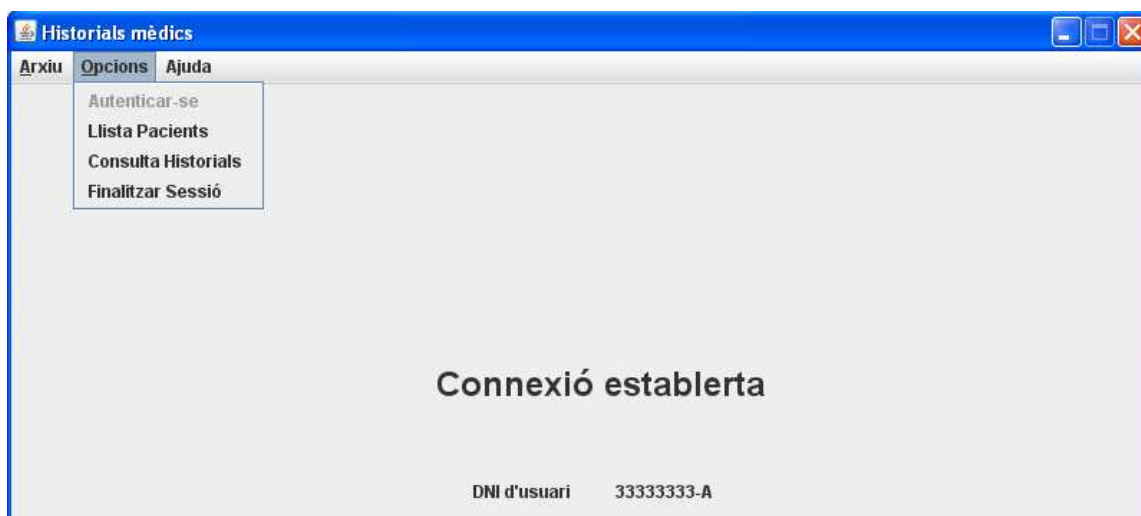 Historials mèdics
Arxiu Opcions Ajuda
Autenticar-se
Llista Pacients
Consulta Historials
Finalitzar Sessió
Connexió establerta
DNI d'usuari 33333333-A